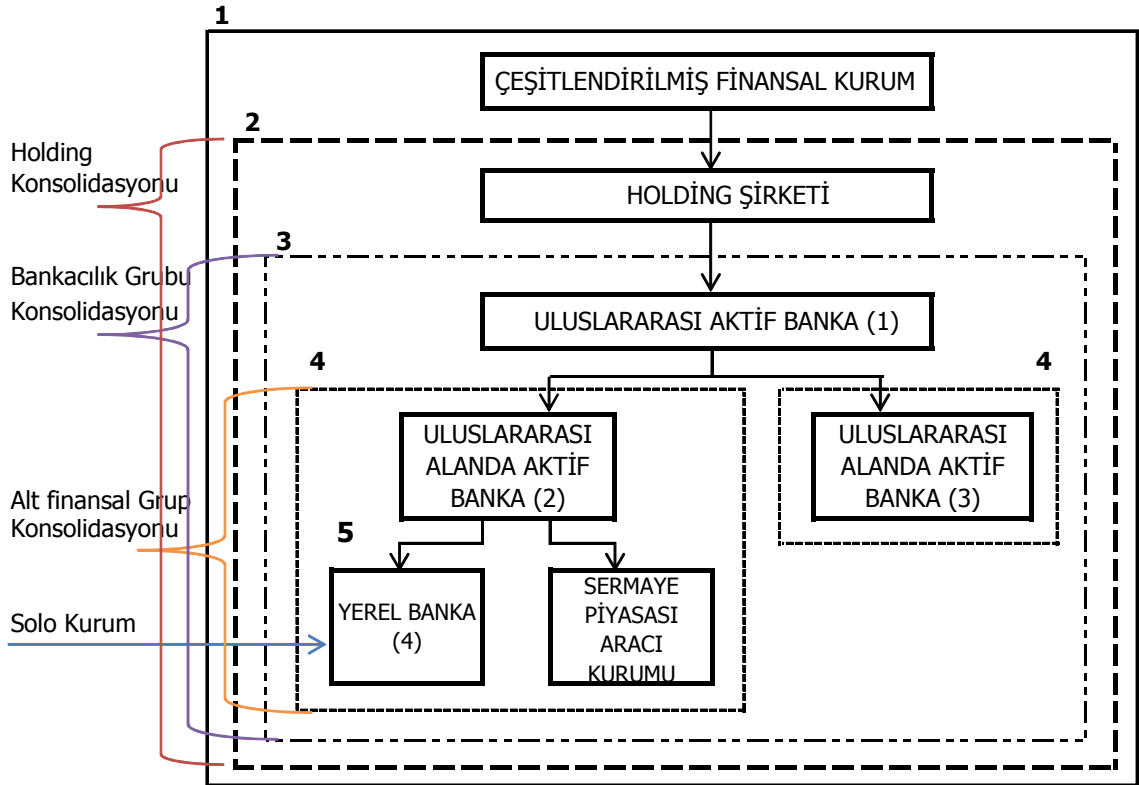 1
ÇEŞİTLENDİRİLMİŞ FİNANSAL KURUM
2
Holding
Konsolidasyonu
HOLDİNG ŞİRKETİ
3
Bankacılık Grubu
Konsolidasyonu
ULUSLARARASI AKTİF BANKA (1)
4
4
ULUSLARARASI
ALANDA AKTİF
BANKA (2)
ULUSLARARASI
ALANDA AKTİF
BANKA (3)
Alt finansal Grup
Konsolidasyonu
5
YEREL BANKA
(4)
SERMAYE
PİYASASI
ARACI
KURUMU
Solo Kurum